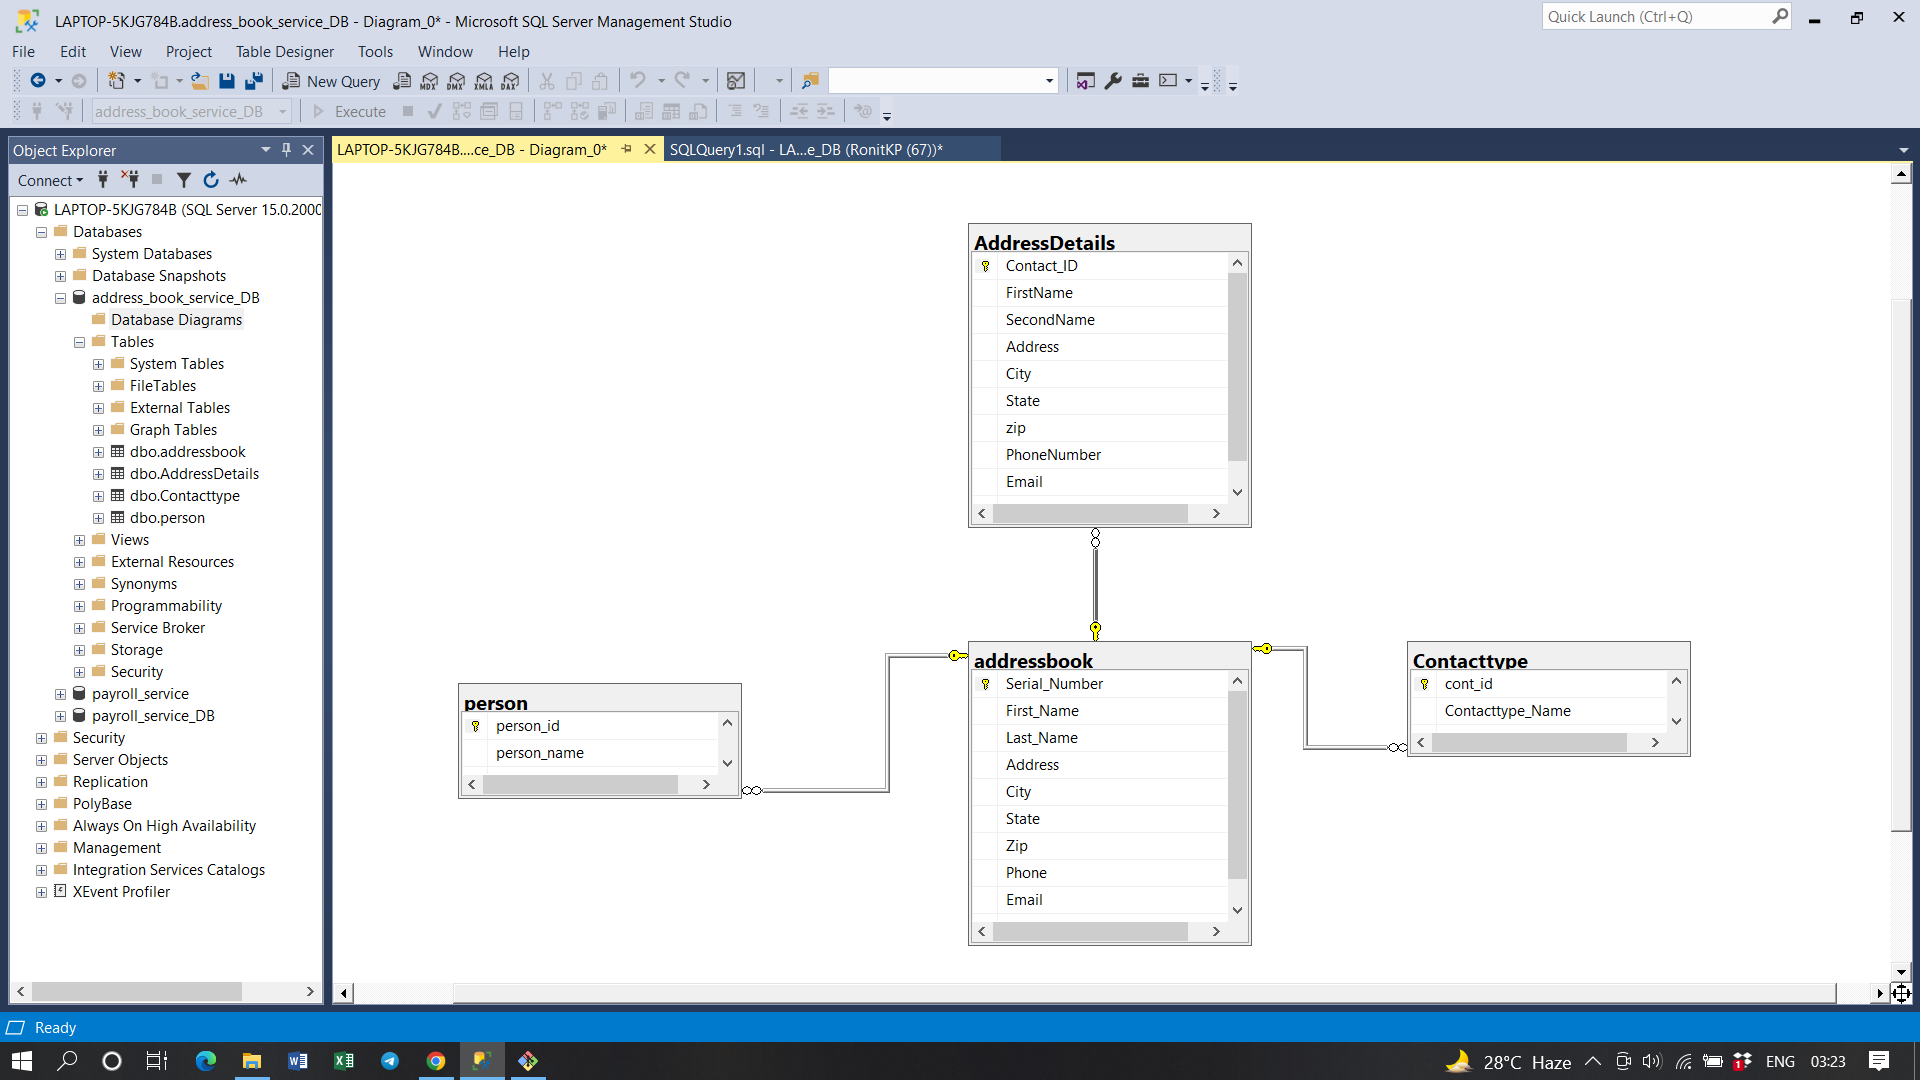 LAPTOP-5KJG784B.address_book_service_DB - Diagram_0* - Microsoft SQL Server Management Studio
Quick Launch (Ctrl+Q)
File Edit View Project Table Designer Tools Window Help
New Query
MDX DMX XMLA DAX
address_book_service_DB
Execute
Object Explorer
LAPTOP-5KJG784B....ce_DB - Diagram_0*
SQLQuery1.sql - LA...e_DB (RonitKP (67))*
Connect
LAPTOP-5KJG784B (SQL Server 15.0.2000
Databases
System Databases
Database Snapshots
address_book_service_DB
Database Diagrams
Tables
System Tables
FileTables
External Tables
Graph Tables
dbo.addressbook
dbo.AddressDetails
dbo.Contacttype
dbo.person
Views
External Resources
Synonyms
Programmability
Service Broker
Storage
Security
payroll_service
payroll_service_DB
Security
Server Objects
Replication
PolyBase
Always On High Availability
Management
Integration Services Catalogs
XEvent Profiler
AddressDetails
Contact_ID
FirstName
SecondName
Address
City
State
zip
PhoneNumber
Email
person
person_id
person_name
addressbook
Serial_Number
First_Name
Last_Name
Address
City
State
Zip
Phone
Email
Contacttype
cont_id
Contacttype_Name
Ready
28°C Haze
ENG
03:23